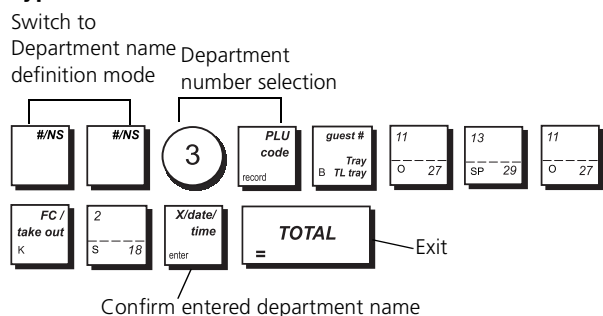 Switch to
Department name
definition mode
Department
number selection
#/NS
#/NS
3
PLU
code
record
guest #
Tray
B TL tray
11
O 27
13
SP 29
11
O 27
FC /
take out
K
2
S 18
X/date/
time
enter
TOTAL
=
Exit
Confirm entered department name